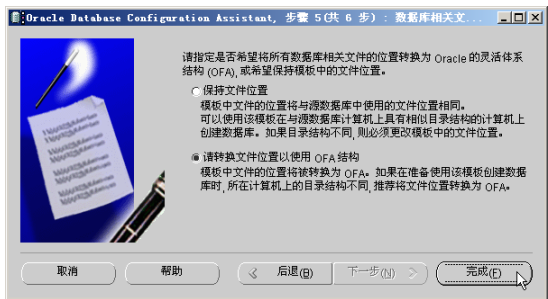 Oracle Database Configuration Assistant, 步骤 5(共 6 步) : 数据库相关文...
请指定是否希望将所有数据库相关文件的位置转换为 Oracle 的灵活体系
结构 (OFA), 或希望保持模板中的文件位置。
保持文件位置
模板中文件的位置将与源数据库中使用的文件位置相同。
可以使用该模板在与源数据库计算机上具有相似目录结构的计算机上
创建数据库。如果目录结构不同, 则必须更改模板中的文件位置。
请转换文件位置以使用 OFA 结构
模板中文件的位置将被转换为 OFA。如果在准备使用该模板创建数据
库时, 所在计算机上的目录结构不同, 推荐将文件位置转换为 OFA。
取消 帮助 后退(B) 下一步(N) 完成(F)